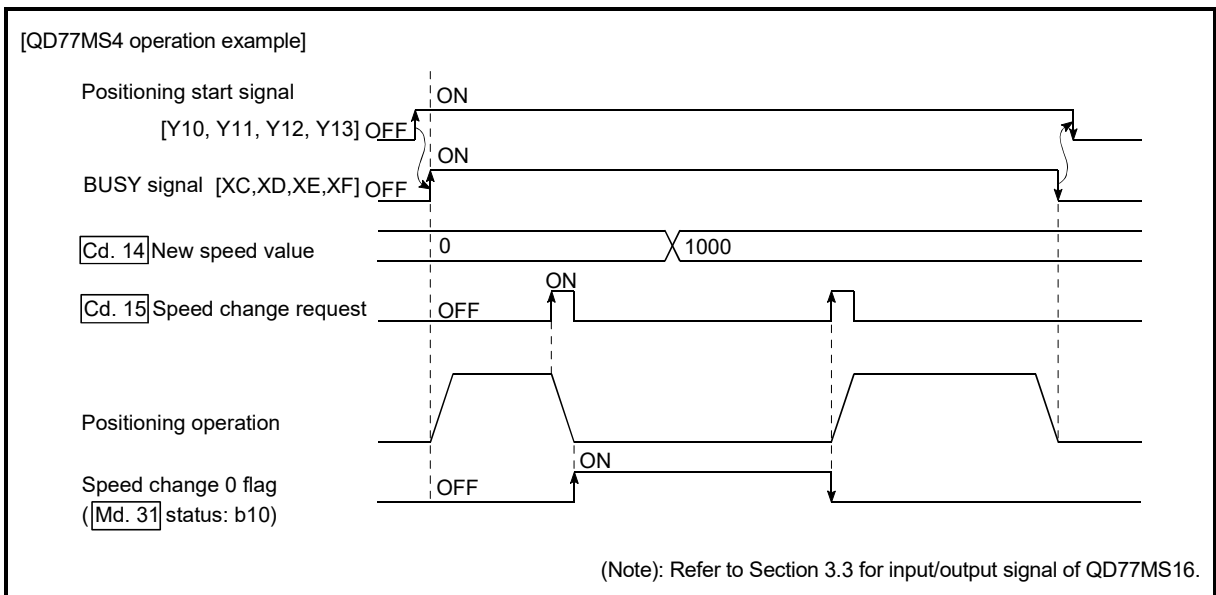 [QD77MS4 operation example]
Positioning start signal
ON
[Y10, Y11, Y12, Y13] OFF
ON
BUSY signal [XC,XD,XE,XF] OFF
Cd. 14 New speed value
0
1000
ON
Cd. 15 Speed change request
OFF
Positioning operation
ON
Speed change 0 flag
OFF
( Md. 31 status: b10)
(Note): Refer to Section 3.3 for input/output signal of QD77MS16.